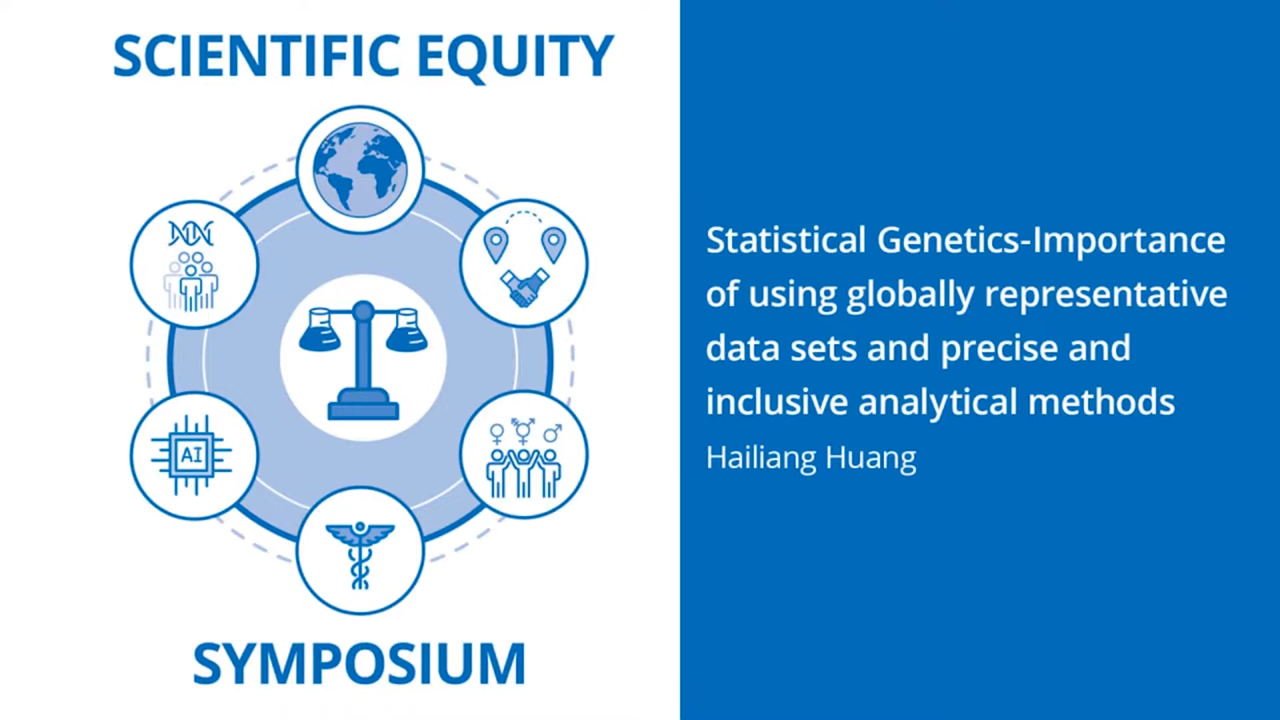 SCIENTIFIC EQUITY
AI
SYMPOSIUM
Statistical Genetics-Importance
of using globally representative
data sets and precise and
inclusive analytical methods
Hailiang Huang